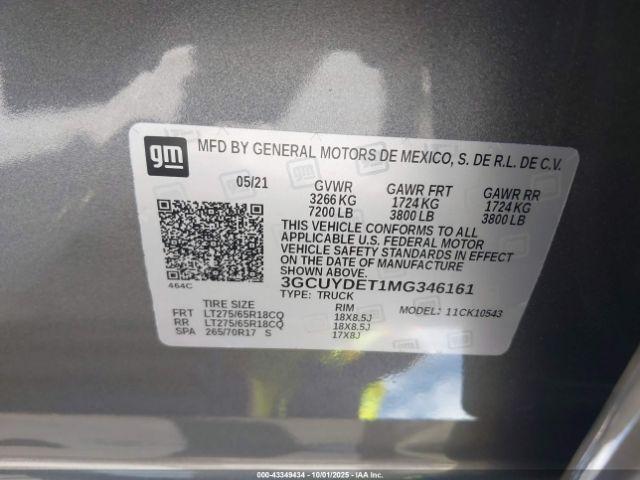 gm
MFD BY GENERAL MOTORS DE MEXICO, S. DE R.L. DE C.V.
05/21 GVWR GAWR FRT GAWR RR
3266 KG 1724 KG 1724 KG
7200 LB 3800 LB 3800 LB
THIS VEHICLE CONFORMS TO ALL
APPLICABLE U.S. FEDERAL MOTOR
VEHICLE SAFETY STANDARDS IN EFFECT
ON THE DATE OF MANUFACTURE
SHOWN ABOVE.
464C 3GCUYDET1MG346161
TYPE: TRUCK MODEL: 11CK10543
TIRE SIZE RIM
FRT LT275/65R18CQ 18X8.5J
RR LT275/65R18CQ 18X8.5J
SPA 265/70R17 S 17X8J
000-43349434 - 10/01/2025 - IAAI.COM